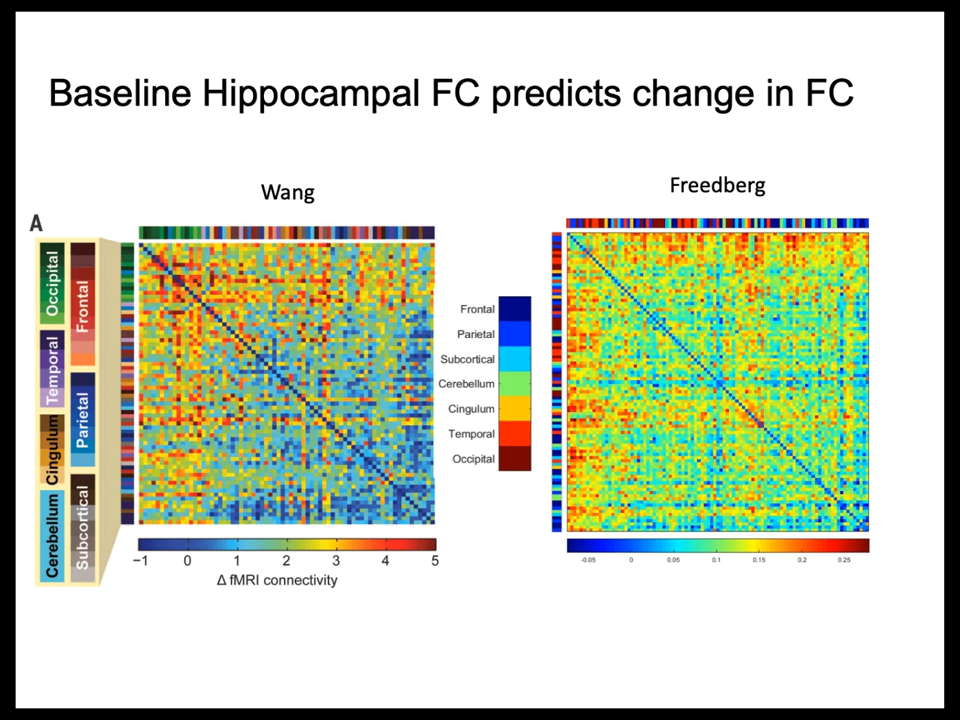 Baseline Hippocampal FC predicts change in FC
Wang
Freedberg
A
Occipital
Frontal
Temporal
Parietal
Cingulum
Subcortical
Cerebellum
−1 0 1 2 3 4 5
Δ fMRI connectivity
Frontal
Parietal
Subcortical
Cerebellum
Cingulum
Temporal
Occipital
-0.05 0 0.05 0.1 0.15 0.2 0.25